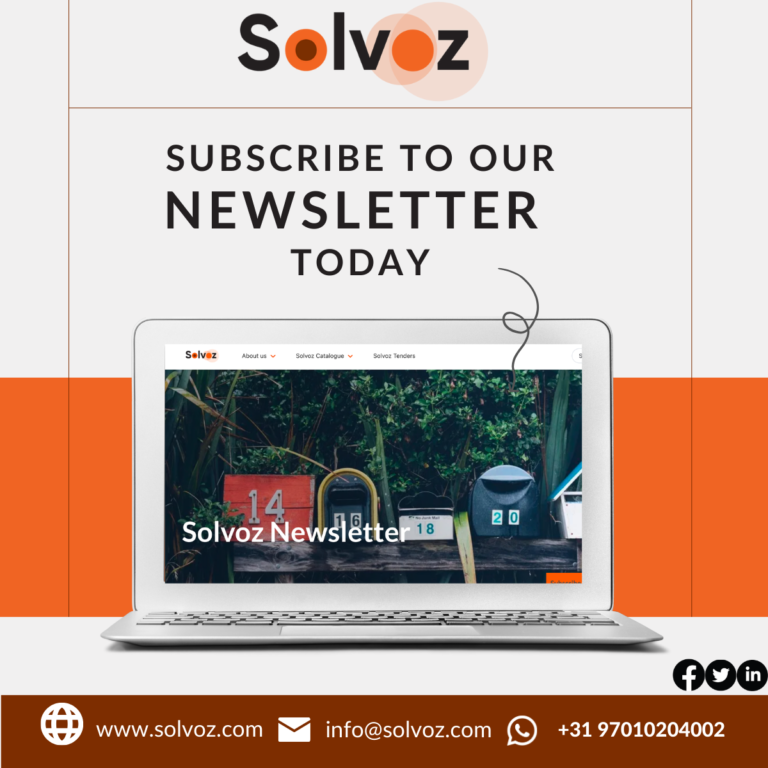 Solvoz
SUBSCRIBE TO OUR
NEWSLETTER
TODAY
Solvoz
About us
Solvoz Catalogue
Solvoz Tenders
14
16
18
20
Solvoz Newsletter
www.solvoz.com
info@solvoz.com
+31 97010204002